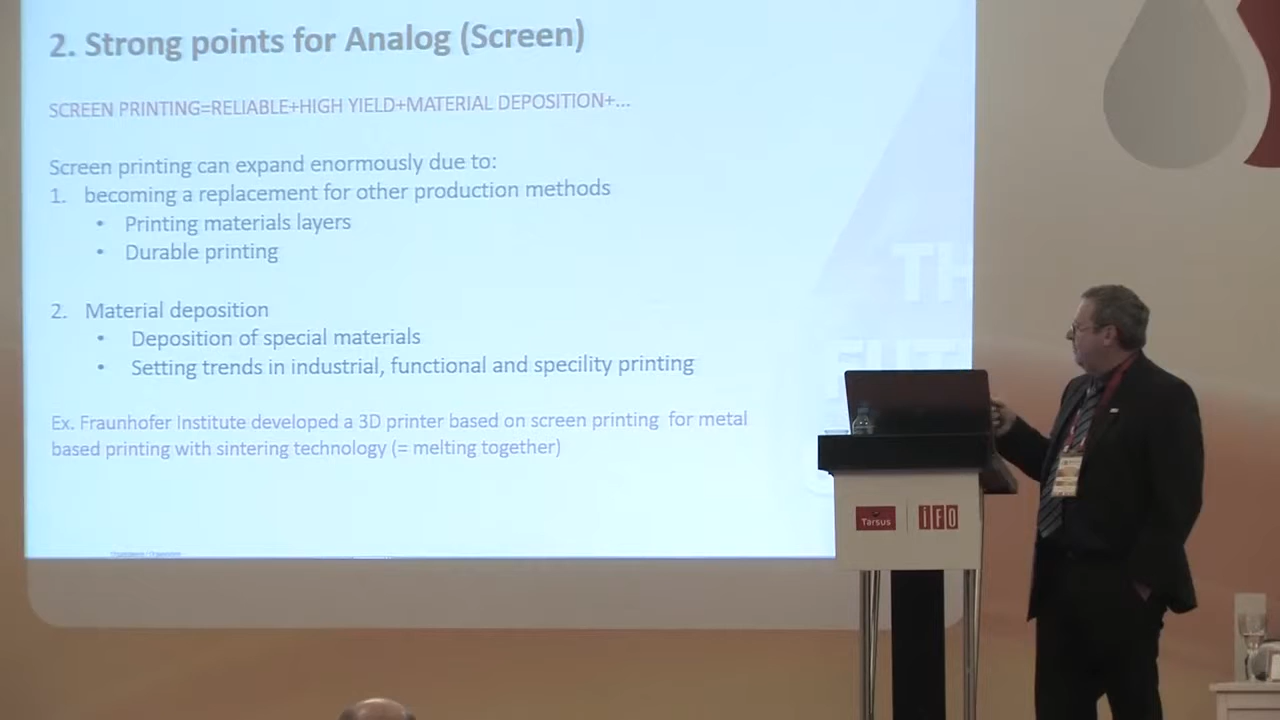 2. Strong points for Analog (Screen)
SCREEN PRINTING=RELIABLE+HIGH YIELD+MATERIAL DEPOSITION+...
Screen printing can expand enormously due to:
1. becoming a replacement for other production methods
• Printing materials layers
• Durable printing
2. Material deposition
• Deposition of special materials
• Setting trends in industrial, functional and specility printing
Ex. Fraunhofer Institute developed a 3D printer based on screen printing for metal
based printing with sintering technology (= melting together)
TH
FUT
Tarsus
iFO